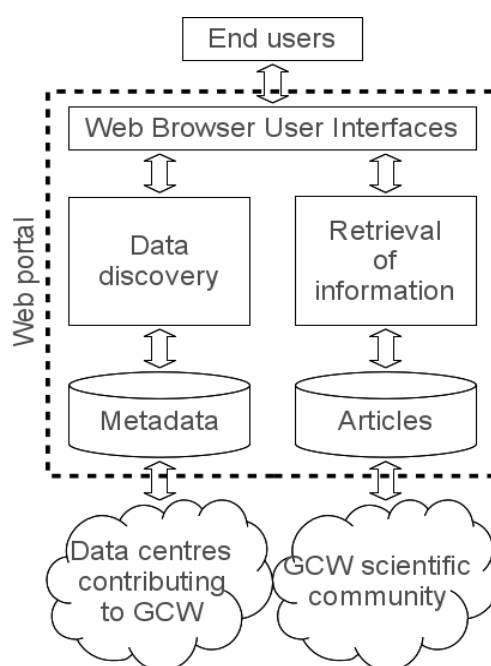 End users
Web Browser User Interfaces
Web portal
Data
discovery
Retrieval
of
information
Metadata
Articles
Data centres
contributing
to GCW
GCW scientific
community